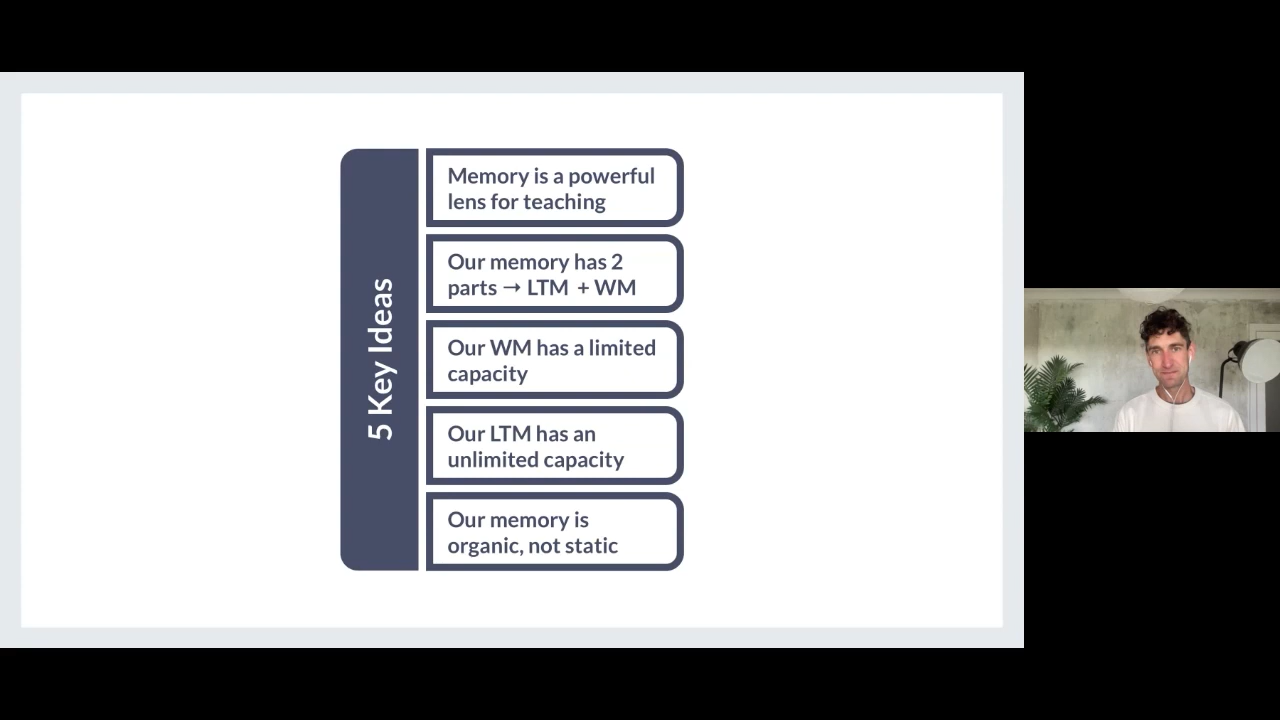 5 Key Ideas
Memory is a powerful
lens for teaching
Our memory has 2
parts → LTM + WM
Our WM has a limited
capacity
Our LTM has an
unlimited capacity
Our memory is
organic, not static